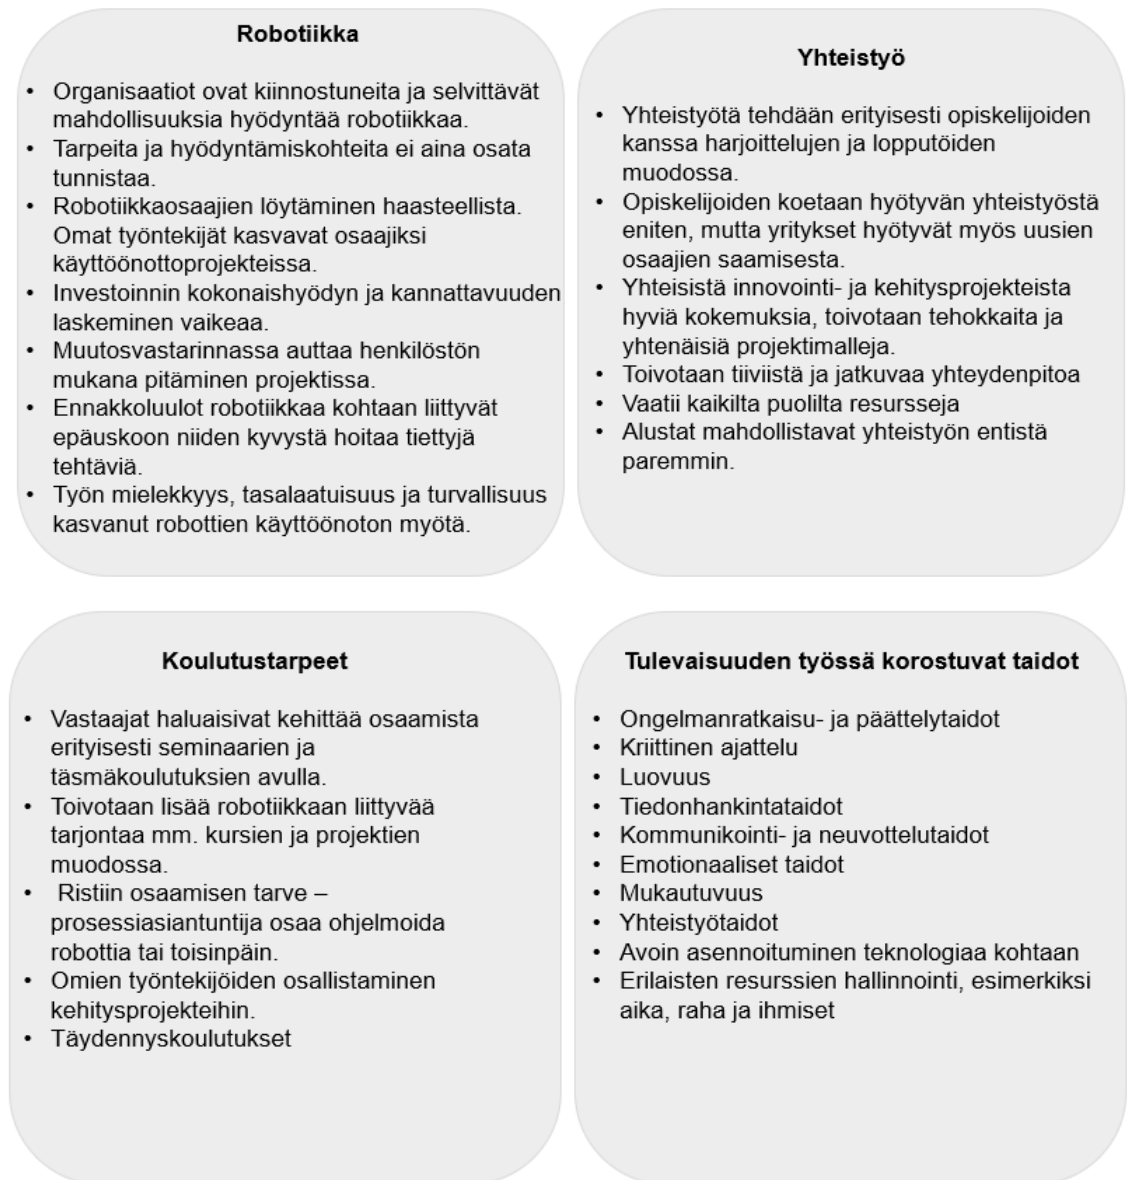 Robotiikka
• Organisaatiot ovat kiinnostuneita ja selvittävät
mahdollisuuksia hyödyntää robotiikkaa.
• Tarpeita ja hyödyntämiskohteita ei aina osata
tunnistaa.
• Robotiikkaosaajien löytäminen haasteellista.
Omat työntekijät kasvavat osaajiksi
käyttöönottoprojekteissa.
• Investoinnin kokonaishyödyn ja kannattavuuden
laskeminen vaikeaa.
• Muutosvastarinnassa auttaa henkilöstön
mukana pitäminen projektissa.
• Ennakkoluulot robotiikkaa kohtaan liittyvät
epäuskoon niiden kyvystä hoitaa tiettyjä
tehtäviä.
• Työn mielekkyys, tasalaatuisuus ja turvallisuus
kasvanut robottien käyttöönoton myötä.
Yhteistyö
• Yhteistyötä tehdään erityisesti opiskelijoiden
kanssa harjoittelujen ja lopputöiden
muodossa.
• Opiskelijoiden koetaan hyötyvän yhteistyöstä
eniten, mutta yritykset hyötyvät myös uusien
osaajien saamisesta.
• Yhteisistä innovointi- ja kehitysprojekteista
hyviä kokemuksia, toivotaan tehokkaita ja
yhtenäisiä projektimalleja.
• Toivotaan tiiviistä ja jatkuvaa yhteydenpitoa
• Vaatii kaikilta puolilta resursseja
• Alustat mahdollistavat yhteistyön entistä
paremmin.
Koulutustarpeet
• Vastaajat haluaisivat kehittää osaamista
erityisesti seminaarien ja
täsmäkoulutuksien avulla.
• Toivotaan lisää robotiikkaan liittyvää
tarjontaa mm. kursien ja projektien
muodossa.
• Ristiin osaamisen tarve –
prosessiasiantuntija osaa ohjelmoida
robottia tai toisinpäin.
• Omien työntekijöiden osallistaminen
kehitysprojekteihin.
• Täydennyskoulutukset
Tulevaisuuden työssä korostuvat taidot
• Ongelmanratkaisu- ja päättelytaidot
• Kriittinen ajattelu
• Luovuus
• Tiedonhankintataidot
• Kommunikointi- ja neuvottelutaidot
• Emotionaaliset taidot
• Mukautuvuus
• Yhteistyötaidot
• Avoin asennoituminen teknologiaa kohtaan
• Erilaisten resurssien hallinnointi, esimerkiksi
aika, raha ja ihmiset